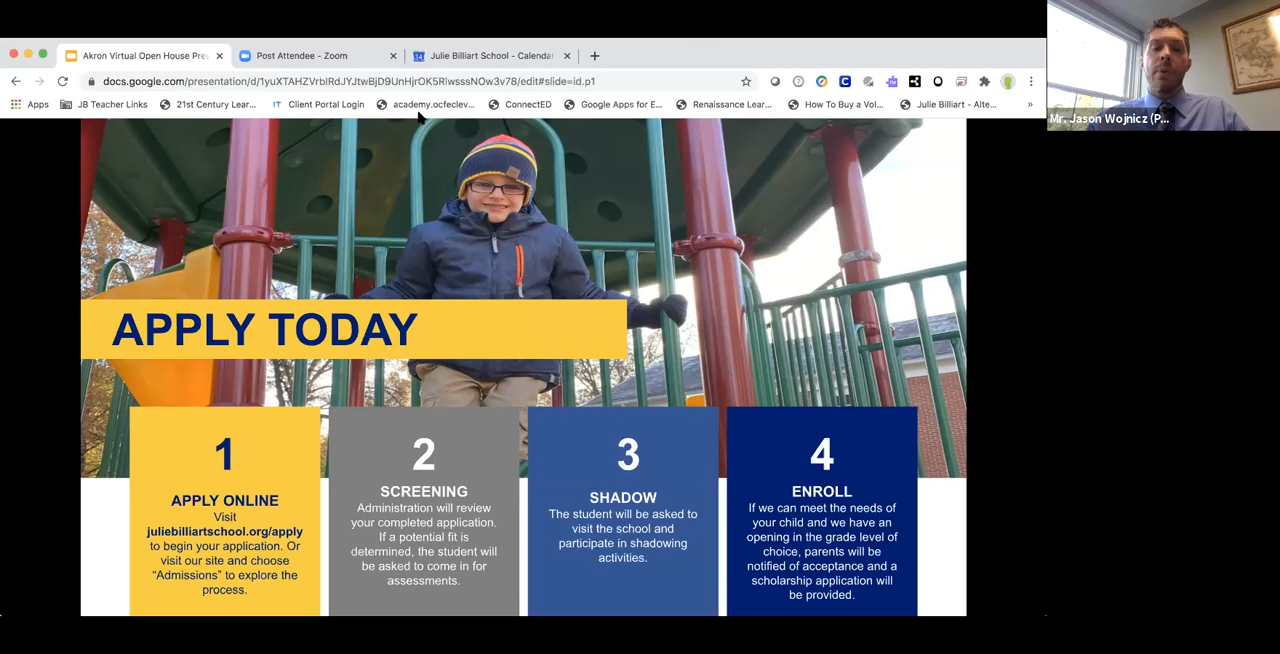 Akron Virtual Open House Pres
Post Attendee - Zoom
Julie Billiart School - Calendar
docs.google.com/presentation/d/1yuXTAHZVrbIRdJYJtwBjD9UnHjrOK5RlwssNOw3v78/edit#slide=id.p1
Apps
JB Teacher Links
21st Century Lear...
Client Portal Login
academy.ocfeclev...
ConnectED
Google Apps for E...
Renaissance Lear...
How To Buy a Vol...
Julie Billiart - Alte...
»
Mr. Jason Wojnicz (P...
APPLY TODAY
1
APPLY ONLINE
Visit
juliebilliartschool.org/apply
to begin your application. Or
visit our site and choose
“Admissions” to explore the
process.
2
SCREENING
Administration will review
your completed application.
If a potential fit is
determined, the student will
be asked to come in for
assessments.
3
SHADOW
The student will be asked to
visit the school and
participate in shadowing
activities.
4
ENROLL
If we can meet the needs of
your child and we have an
opening in the grade level of
choice, parents will be
notified of acceptance and a
scholarship application will
be provided.